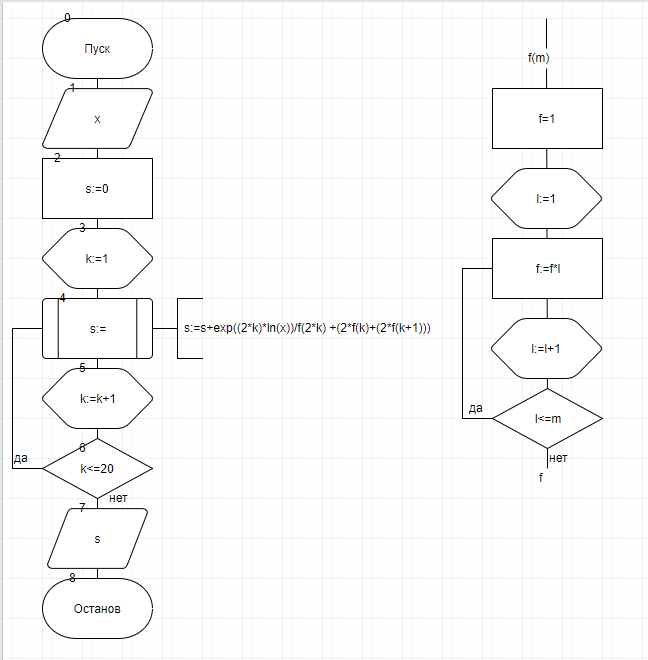 0
Пуск
1
x
2
s:=0
3
k:=1
4
s:=
s:=s+exp((2*k)*ln(x))/f(2*k) +(2*f(k)+(2*f(k+1)))
5
k:=k+1
6
k<=20
да
нет
7
s
8
Останов
f(m)
f=1
I:=1
f:=f*I
I:=I+1
I<=m
да
нет
f